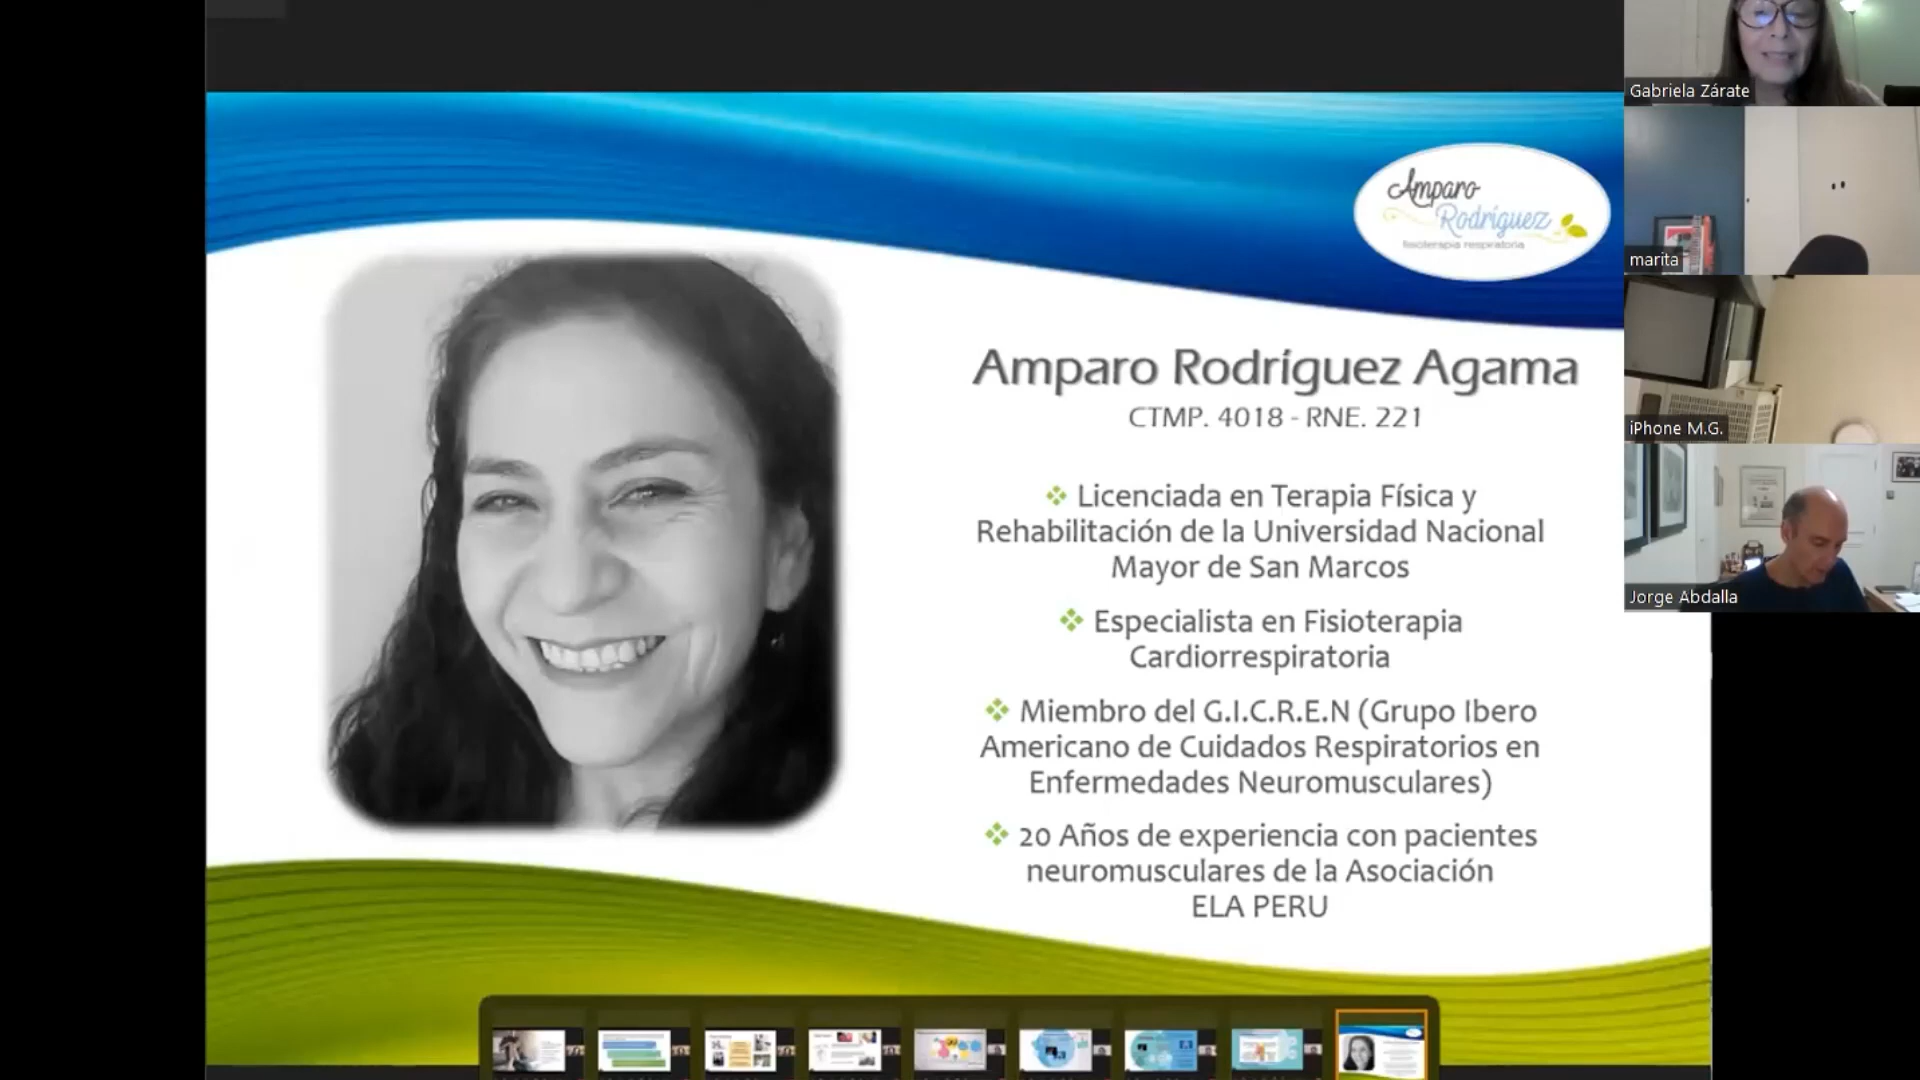 Amparo
Rodríguez
fisioterapia respiratoria
Amparo Rodríguez Agama
CTMP. 4018 - RNE. 221
Licenciada en Terapia Física y
Rehabilitación de la Universidad Nacional
Mayor de San Marcos
Especialista en Fisioterapia
Cardiorrespiratoria
Miembro del G.I.C.R.E.N (Grupo Ibero
Americano de Cuidados Respiratorios en
Enfermedades Neuromusculares)
20 Años de experiencia con pacientes
neuromusculares de la Asociación
ELA PERU
Gabriela Zárate
marita
iPhone M.G.
Jorge Abdalla